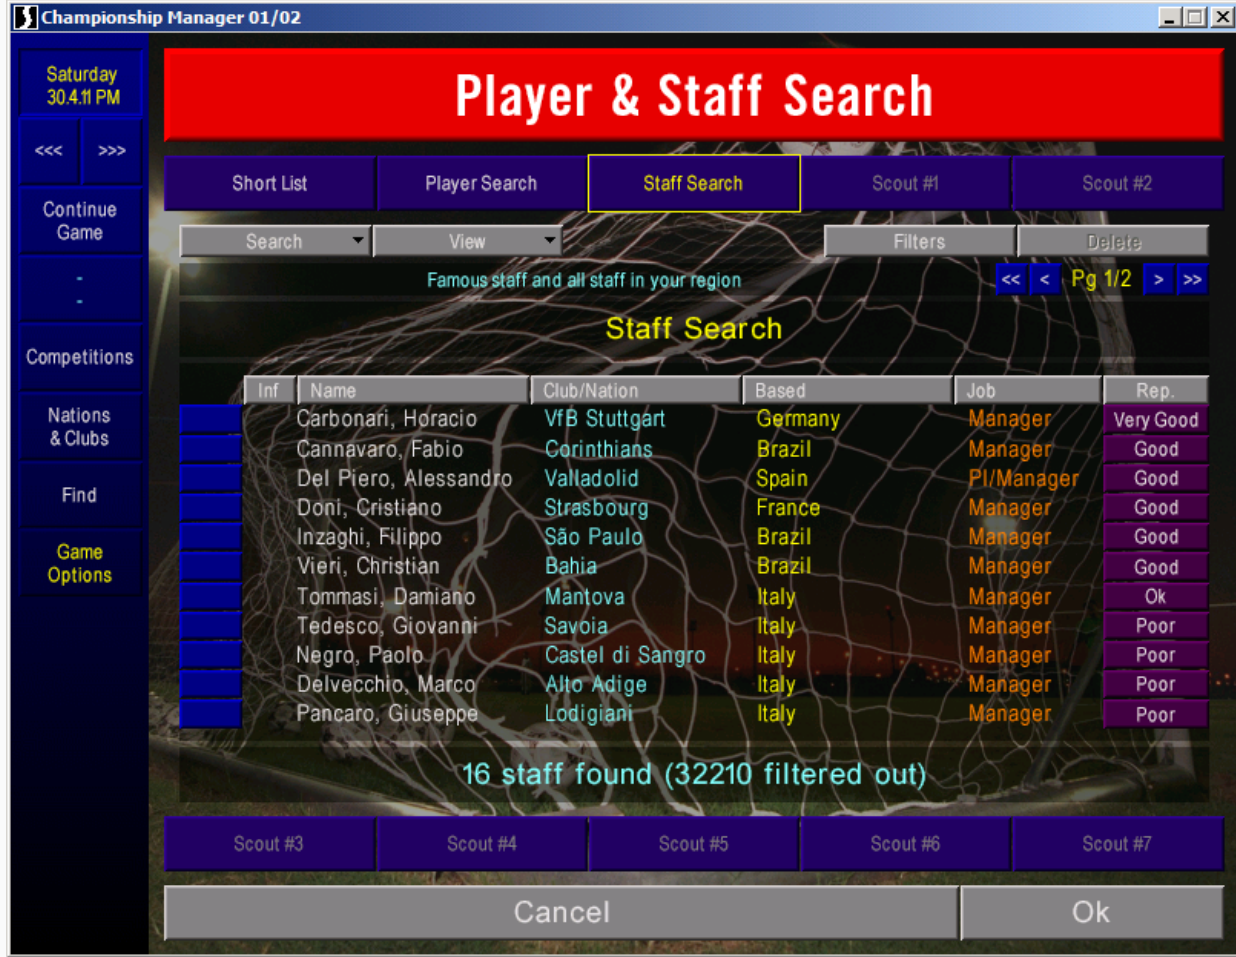 Championship Manager 01/02
Saturday
30.4.11 PM
Player & Staff Search
<<< >>>
Short List Player Search Staff Search Scout #1 Scout #2
Continue
Game
Search View Filters Delete
Famous staff and all staff in your region << < Pg 1/2 > >>
-
-
Staff Search
Competitions
Inf Name Club/Nation Based Job Rep.
Nations
& Clubs
Carbonari, Horacio VfB Stuttgart Germany Manager Very Good
Cannavaro, Fabio Corinthians Brazil Manager Good
Del Piero, Alessandro Valladolid Spain Pl/Manager Good
Find
Doni, Cristiano Strasbourg France Manager Good
Inzaghi, Filippo São Paulo Brazil Manager Good
Game
Options
Vieri, Christian Bahia Brazil Manager Good
Tommasi, Damiano Mantova Italy Manager Ok
Tedesco, Giovanni Savoia Italy Manager Poor
Negro, Paolo Castel di Sangro Italy Manager Poor
Delvecchio, Marco Alto Adige Italy Manager Poor
Pancaro, Giuseppe Lodigiani Italy Manager Poor
16 staff found (32210 filtered out)
Scout #3 Scout #4 Scout #5 Scout #6 Scout #7
Cancel Ok